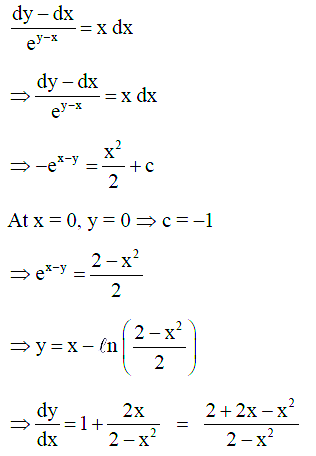 (dy – dx)/e^(y–x) = x dx
⇒ (dy – dx)/e^(y–x) = x dx
⇒ –e^(x–y) = x²/2 + c
At x = 0, y = 0 ⇒ c = –1
⇒ e^(x–y) = (2 – x²)/2
⇒ y = x – ℓn((2 – x²)/2)
⇒ dy/dx = 1 + 2x/(2 – x²) = (2 + 2x – x²)/(2 – x²)